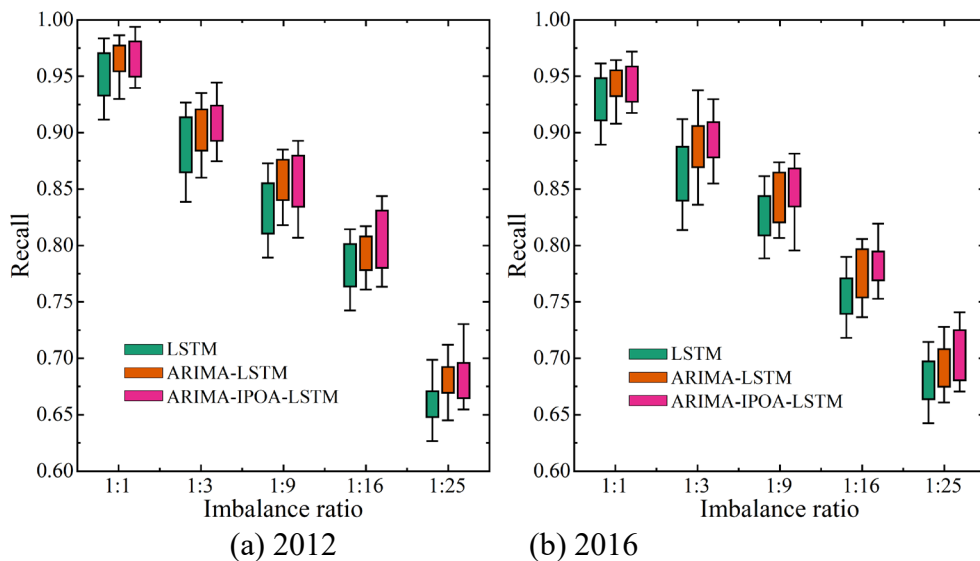 1.00
0.95
0.90
0.85
0.80
0.75
0.70
0.65
0.60
Recall
LSTM
ARIMA-LSTM
ARIMA-IPOA-LSTM
1:1 1:3 1:9 1:16 1:25
Imbalance ratio
(a) 2012
1.00
0.95
0.90
0.85
0.80
0.75
0.70
0.65
0.60
Recall
LSTM
ARIMA-LSTM
ARIMA-IPOA-LSTM
1:1 1:3 1:9 1:16 1:25
Imbalance ratio
(b) 2016